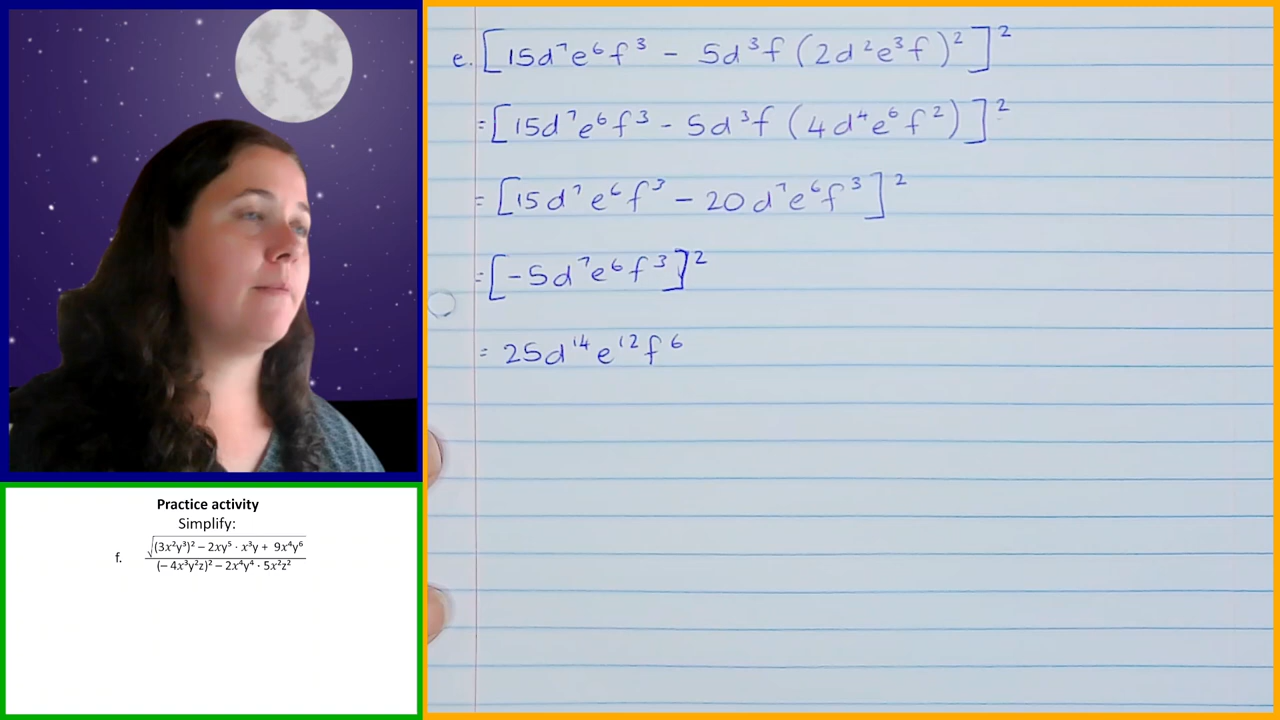 e. [15d⁷e⁶f³ - 5d³f (2d²e³f)²]²
= [15d⁷e⁶f³ - 5d³f (4d⁴e⁶f²)]²
= [15d⁷e⁶f³ - 20d⁷e⁶f³]²
= [-5d⁷e⁶f³]²
= 25d¹⁴e¹²f⁶
Practice activity
Simplify:
f.
√(3x²y³)² – 2xy⁵ · x³y + 9x⁴y⁶
(– 4x³y²z)² – 2x⁴y⁴ · 5x²z²